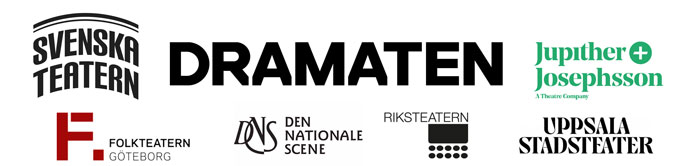 SVENSKA
TEATERN
DRAMATEN
Jupither +
Josephsson
A Theatre Company
F.
FOLKTEATERN
GÖTEBORG
DNS
DEN
NATIONALE
SCENE
RIKSTEATERN
UPPSALA
STADSTEATER